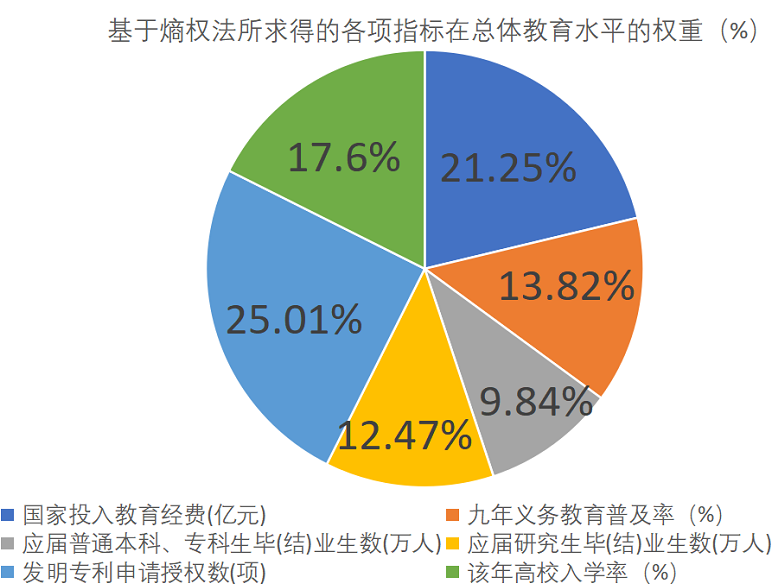 基于熵权法所求得的各项指标在总体教育水平的权重（%）
17.6%
21.25%
13.82%
25.01%
9.84%
12.47%
国家投入教育经费(亿元)
九年义务教育普及率（%）
应届普通本科、专科生毕(结)业生数(万人)
应届研究生毕(结)业生数(万人)
发明专利申请授权数(项)
该年高校入学率（%）